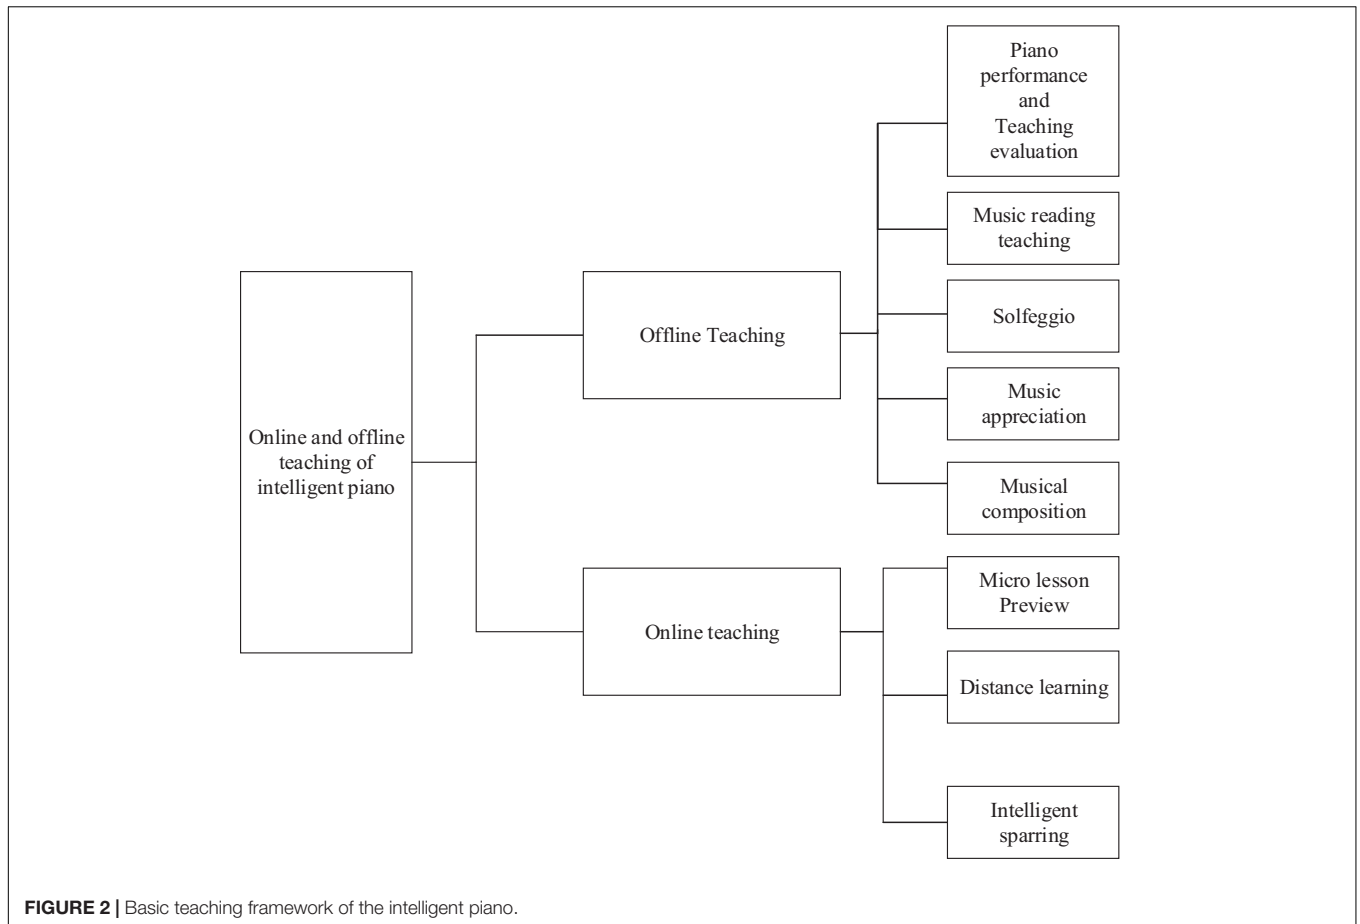 Online and offline
teaching of
intelligent piano
Offline Teaching
Piano
performance
and
Teaching
evaluation
Music reading
teaching
Solfeggio
Music
appreciation
Musical
composition
Online teaching
Micro lesson
Preview
Distance learning
Intelligent
sparring
FIGURE 2 | Basic teaching framework of the intelligent piano.